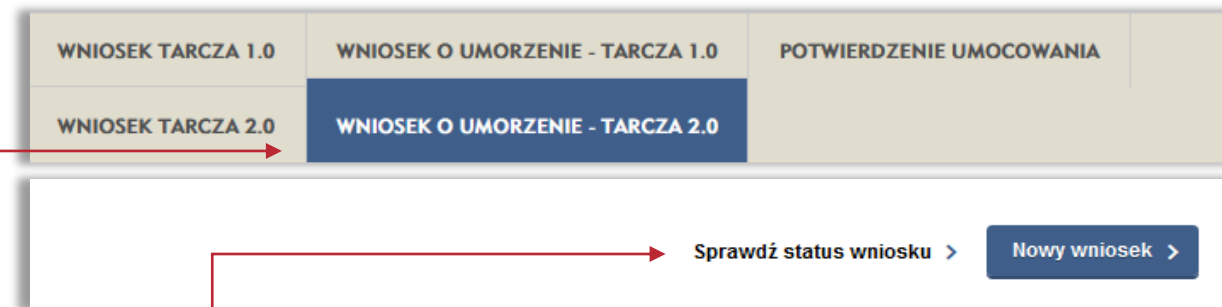 WNIOSEK TARCZA 1.0 WNIOSEK O UMORZENIE - TARCZA 1.0 POTWIERDZENIE UMOCOWANIA
WNIOSEK TARCZA 2.0 WNIOSEK O UMORZENIE - TARCZA 2.0
Sprawdź status wniosku > Nowy wniosek >